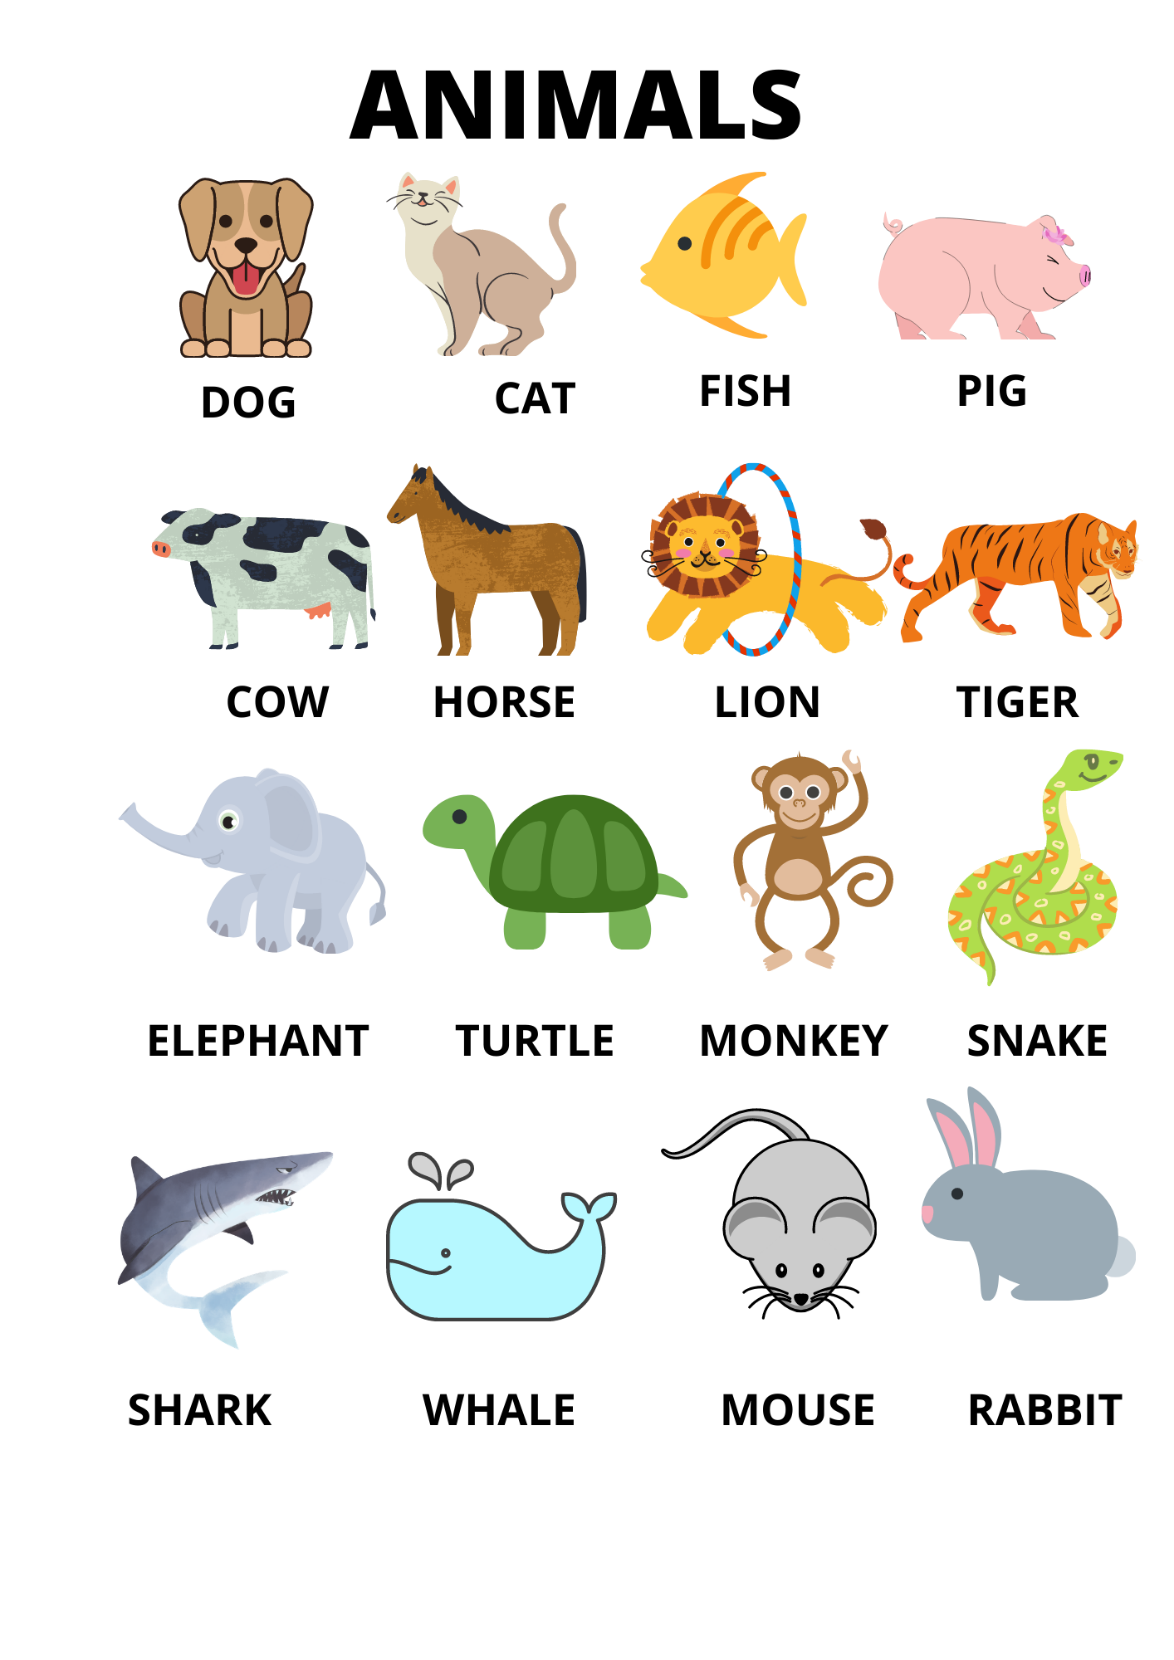 ANIMALS
DOG CAT FISH PIG
COW HORSE LION TIGER
ELEPHANT TURTLE MONKEY SNAKE
SHARK WHALE MOUSE RABBIT